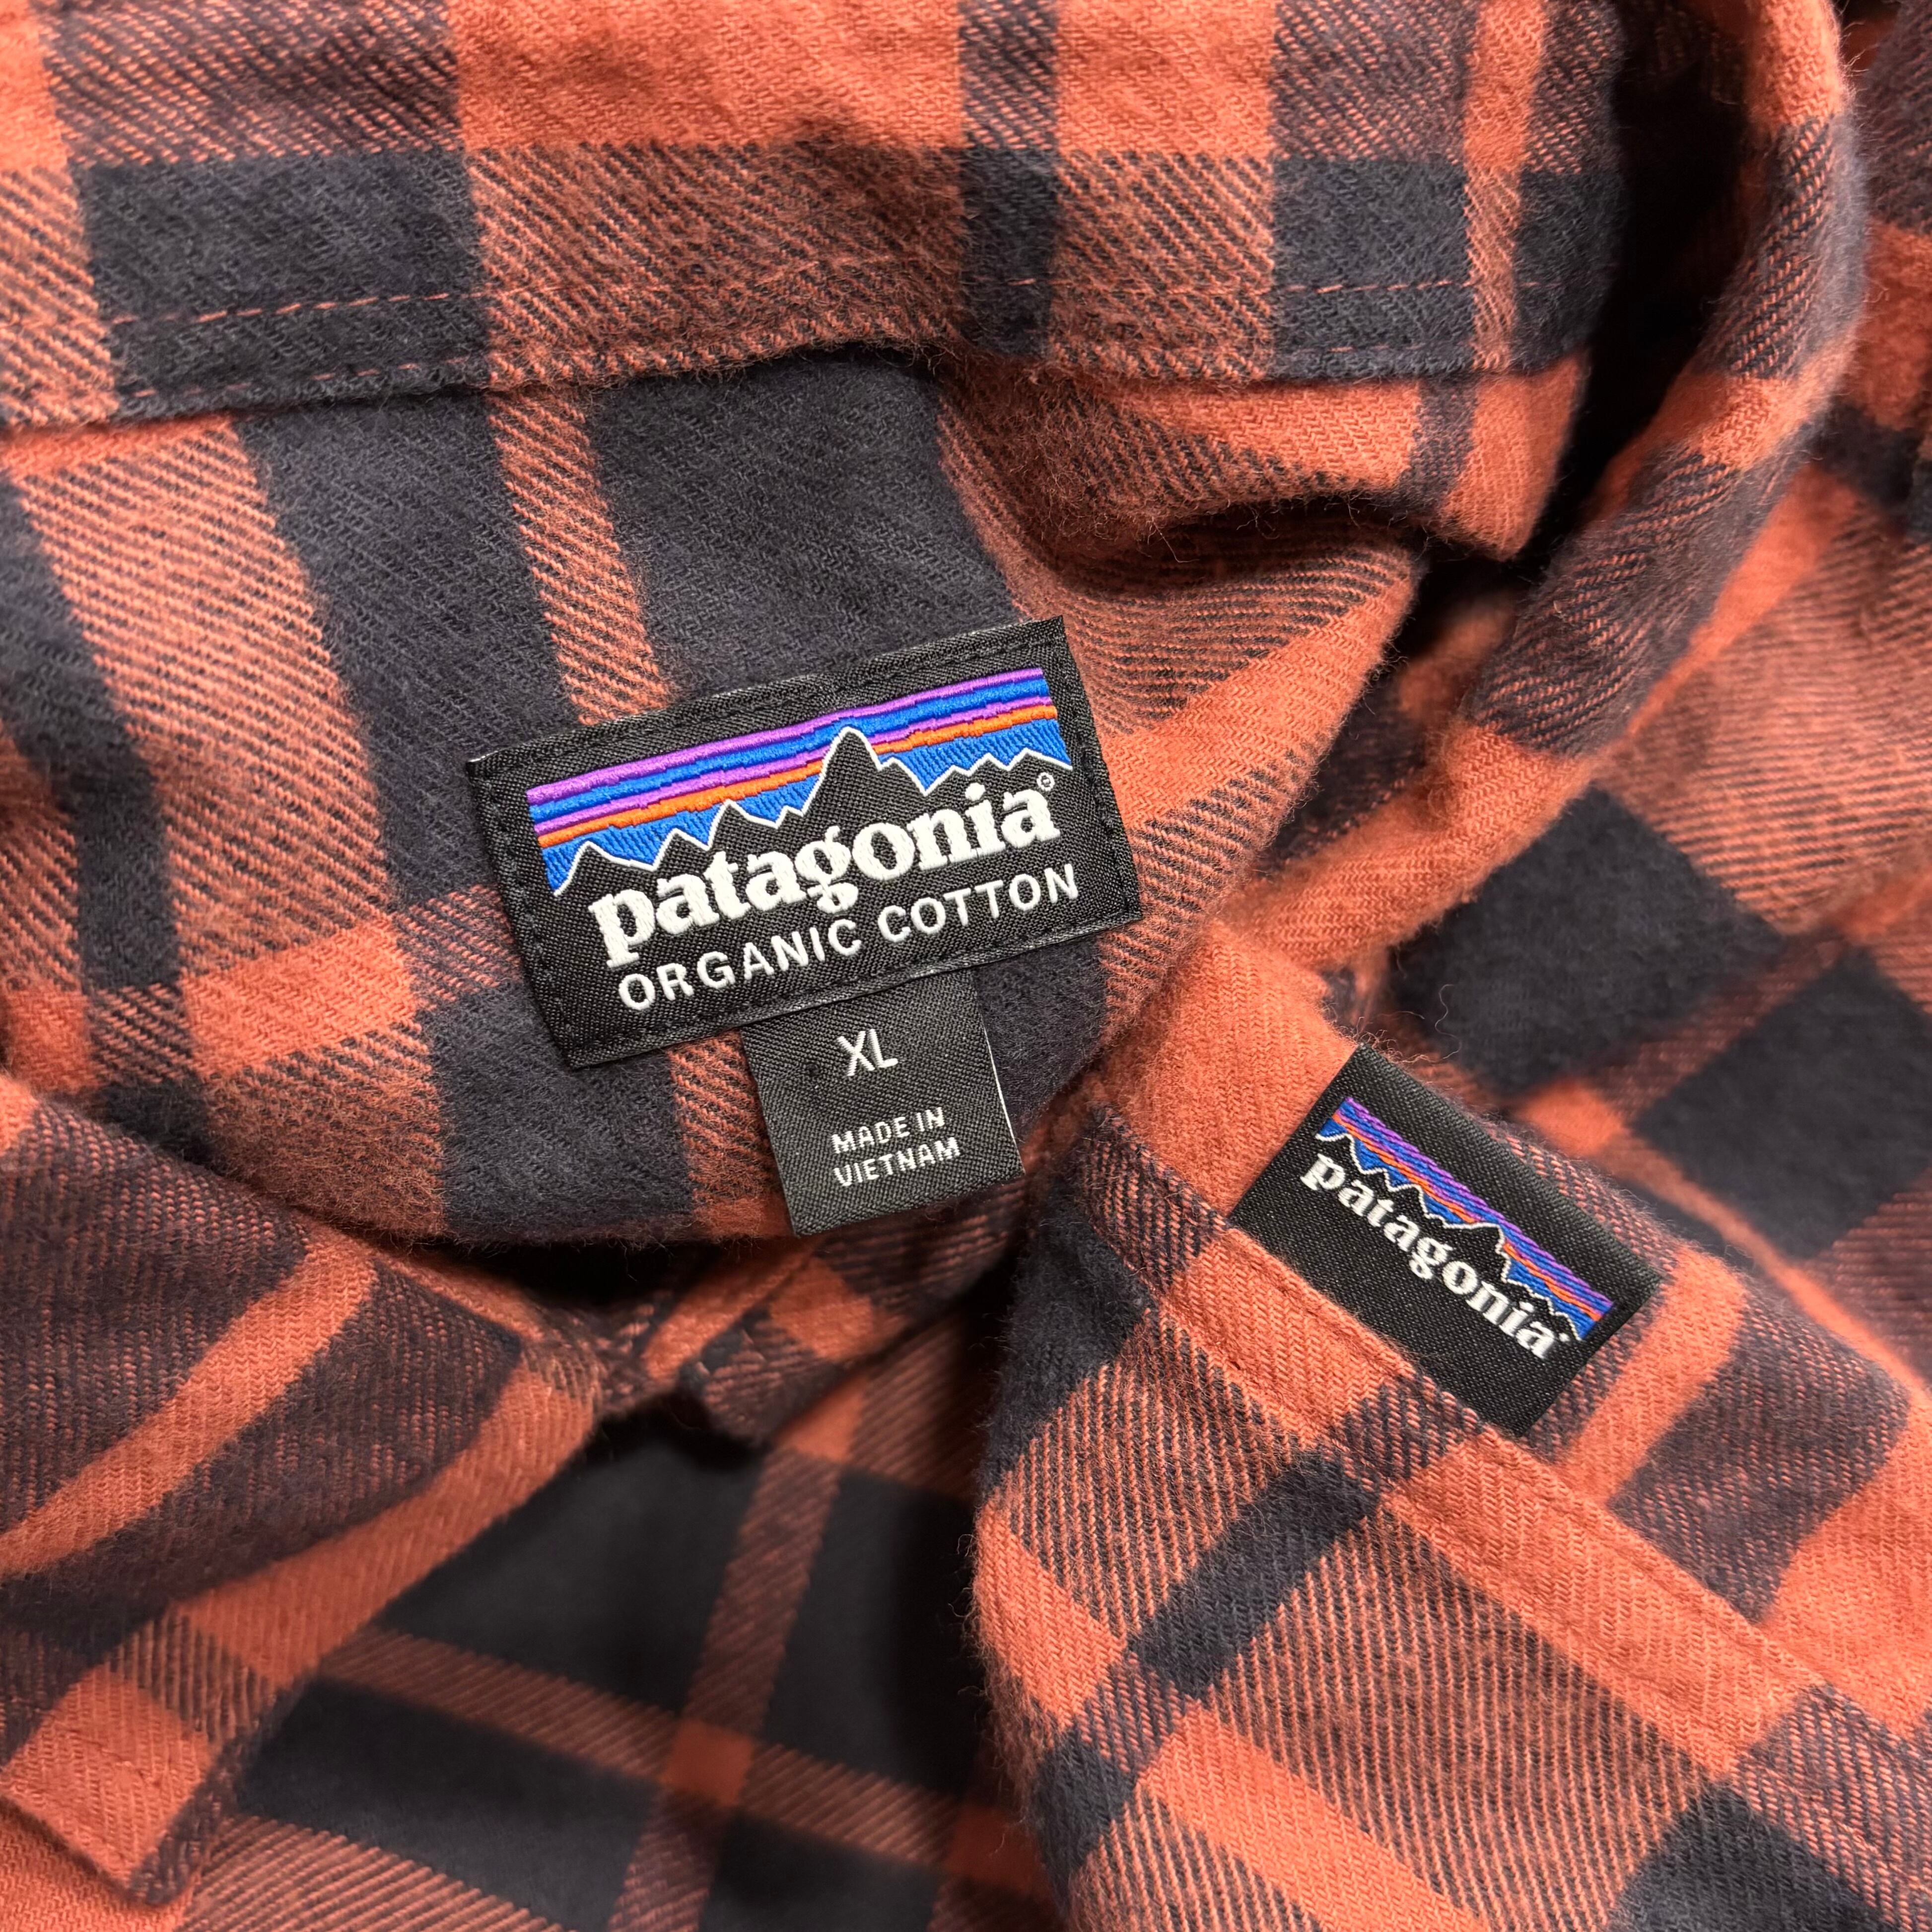 patagonia®
ORGANIC COTTON
XL
MADE IN
VIETNAM
patagonia